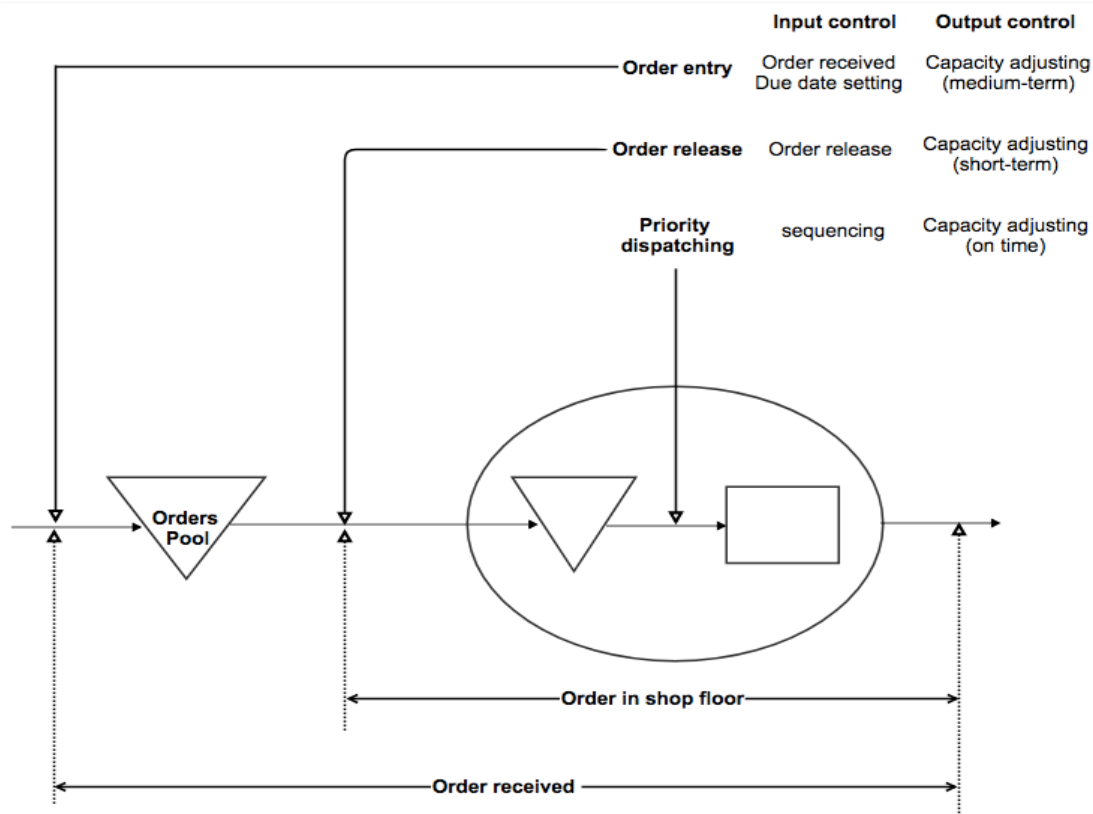 Input control
Output control
Order entry
Order received
Due date setting
Capacity adjusting
(medium-term)
Order release
Order release
Capacity adjusting
(short-term)
Priority
dispatching
sequencing
Capacity adjusting
(on time)
Orders
Pool
Order in shop floor
Order received